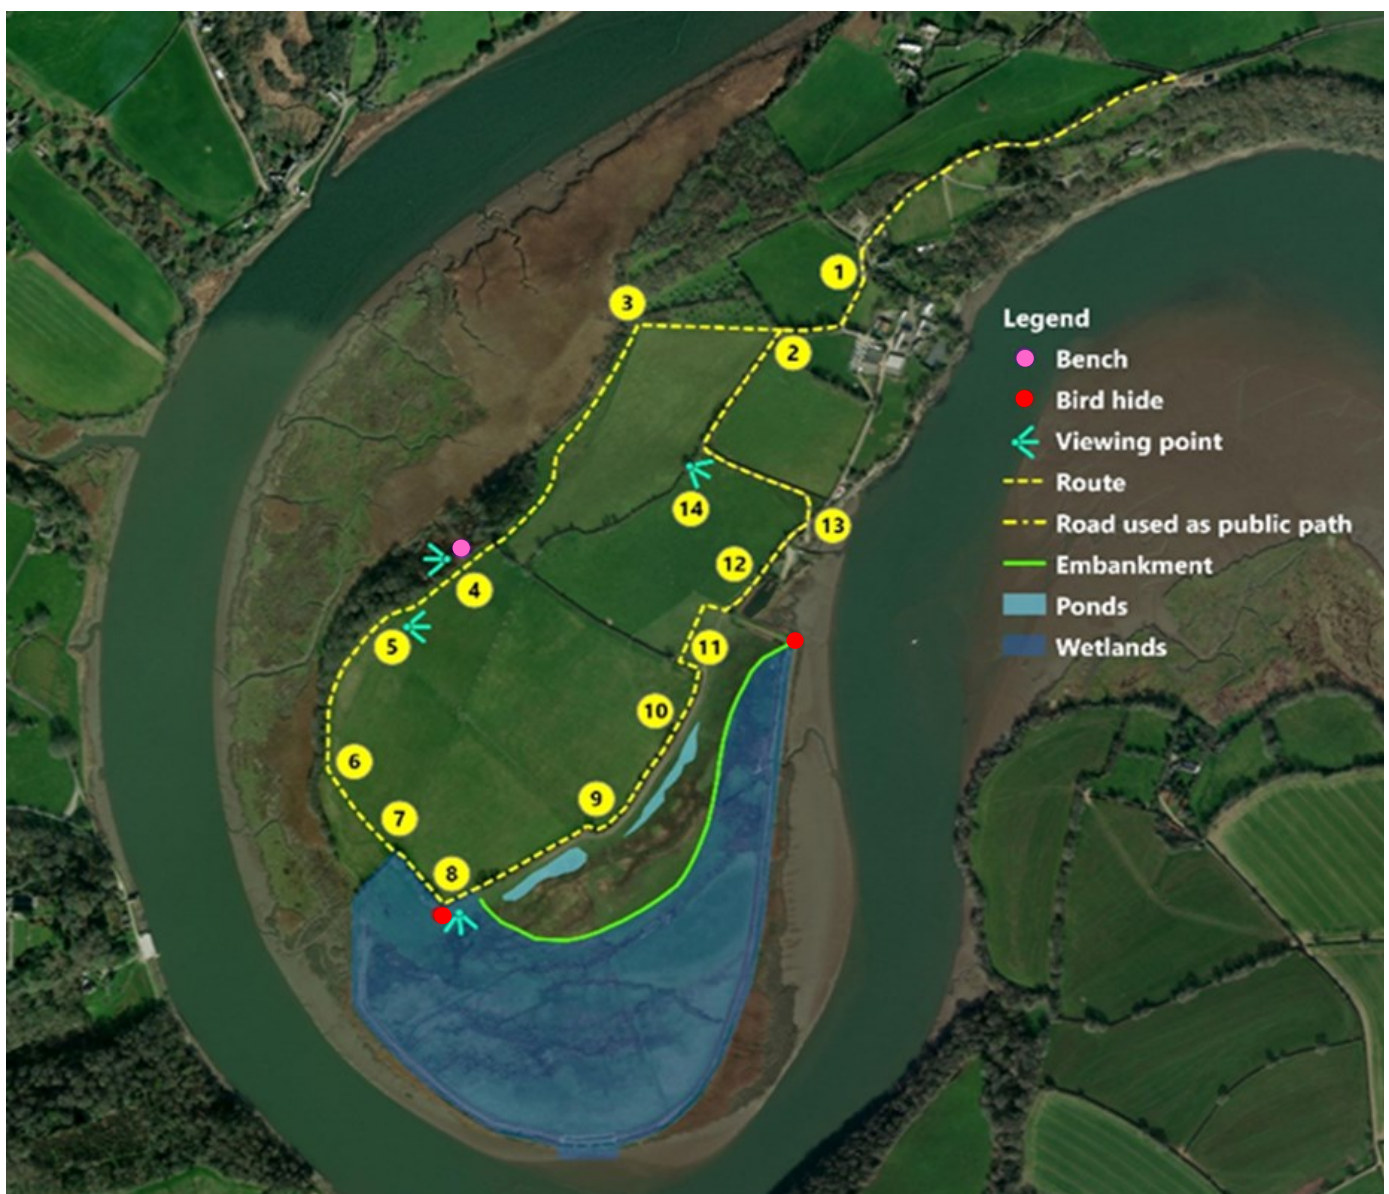 1
3
2
Legend
Bench
Bird hide
Viewing point
Route
Road used as public path
Embankment
Ponds
Wetlands
14
13
12
4
5
11
10
6
9
7
8